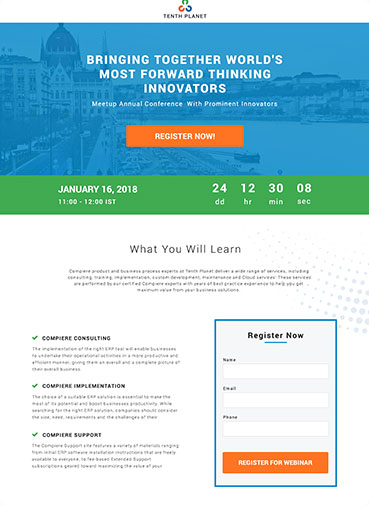 TENTH PLANET
BRINGING TOGETHER WORLD'S
MOST FORWARD THINKING
INNOVATORS
Meetup Annual Conference With Prominent Innovators
REGISTER NOW!
JANUARY 16, 2018
11:00 - 12:00 IST
24 12 30 08
dd hr min sec
What You Will Learn
Compiere product and business process experts at Tenth Planet deliver a wide range of services, including
consulting, training, implementation, custom development, maintenance and Cloud services. These services
are performed by our certified Compiere experts with years of best practice experience to help you get
maximum value from your business solutions.
COMPIERE CONSULTING
The implementation of the right ERP tool will enable businesses
to undertake their operational activities in a more productive and
efficient manner, giving them an overall and a complete picture of
their overall business.
COMPIERE IMPLEMENTATION
The choice of a suitable ERP solution is essential to make the
most of its potential and boost businesses productivity. While
searching for the right ERP solution, companies should consider
the size, need, requirements and the challenges of their
COMPIERE SUPPORT
The Compiere Support site features a variety of materials ranging
from initial ERP software installation instructions that are freely
available to everyone, to fee-based Extended Support
subscriptions geared toward maximizing the value of your
Register Now
Name
Email
Phone
REGISTER FOR WEBINAR